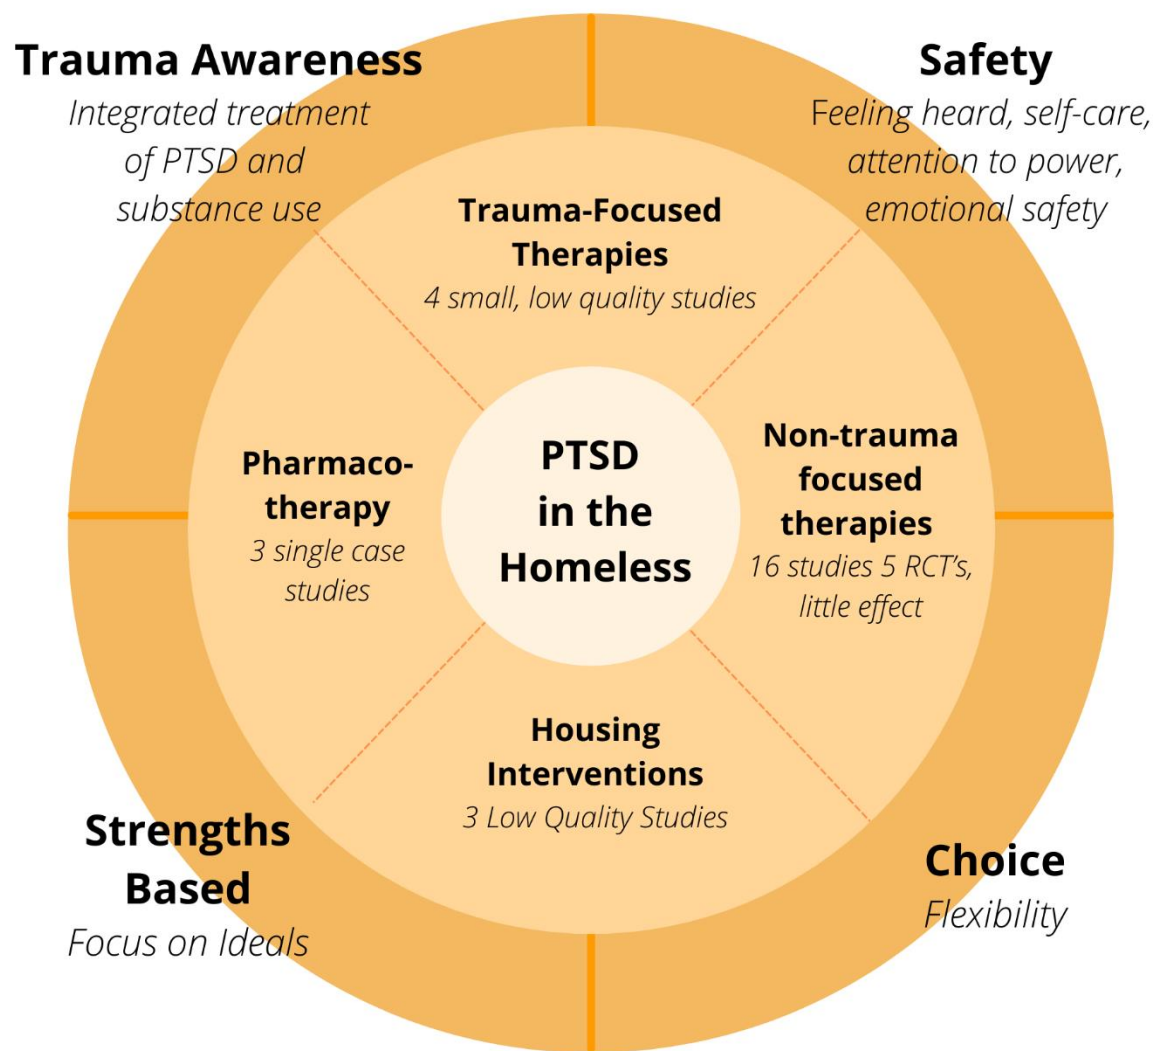 Trauma Awareness
Integrated treatment
of PTSD and
substance use
Safety
Feeling heard, self-care,
attention to power,
emotional safety
Trauma-Focused
Therapies
4 small, low quality studies
Pharmaco-
therapy
3 single case
studies
PTSD
in the
Homeless
Non-trauma
focused
therapies
16 studies 5 RCT's,
little effect
Housing
Interventions
3 Low Quality Studies
Strengths
Based
Focus on Ideals
Choice
Flexibility